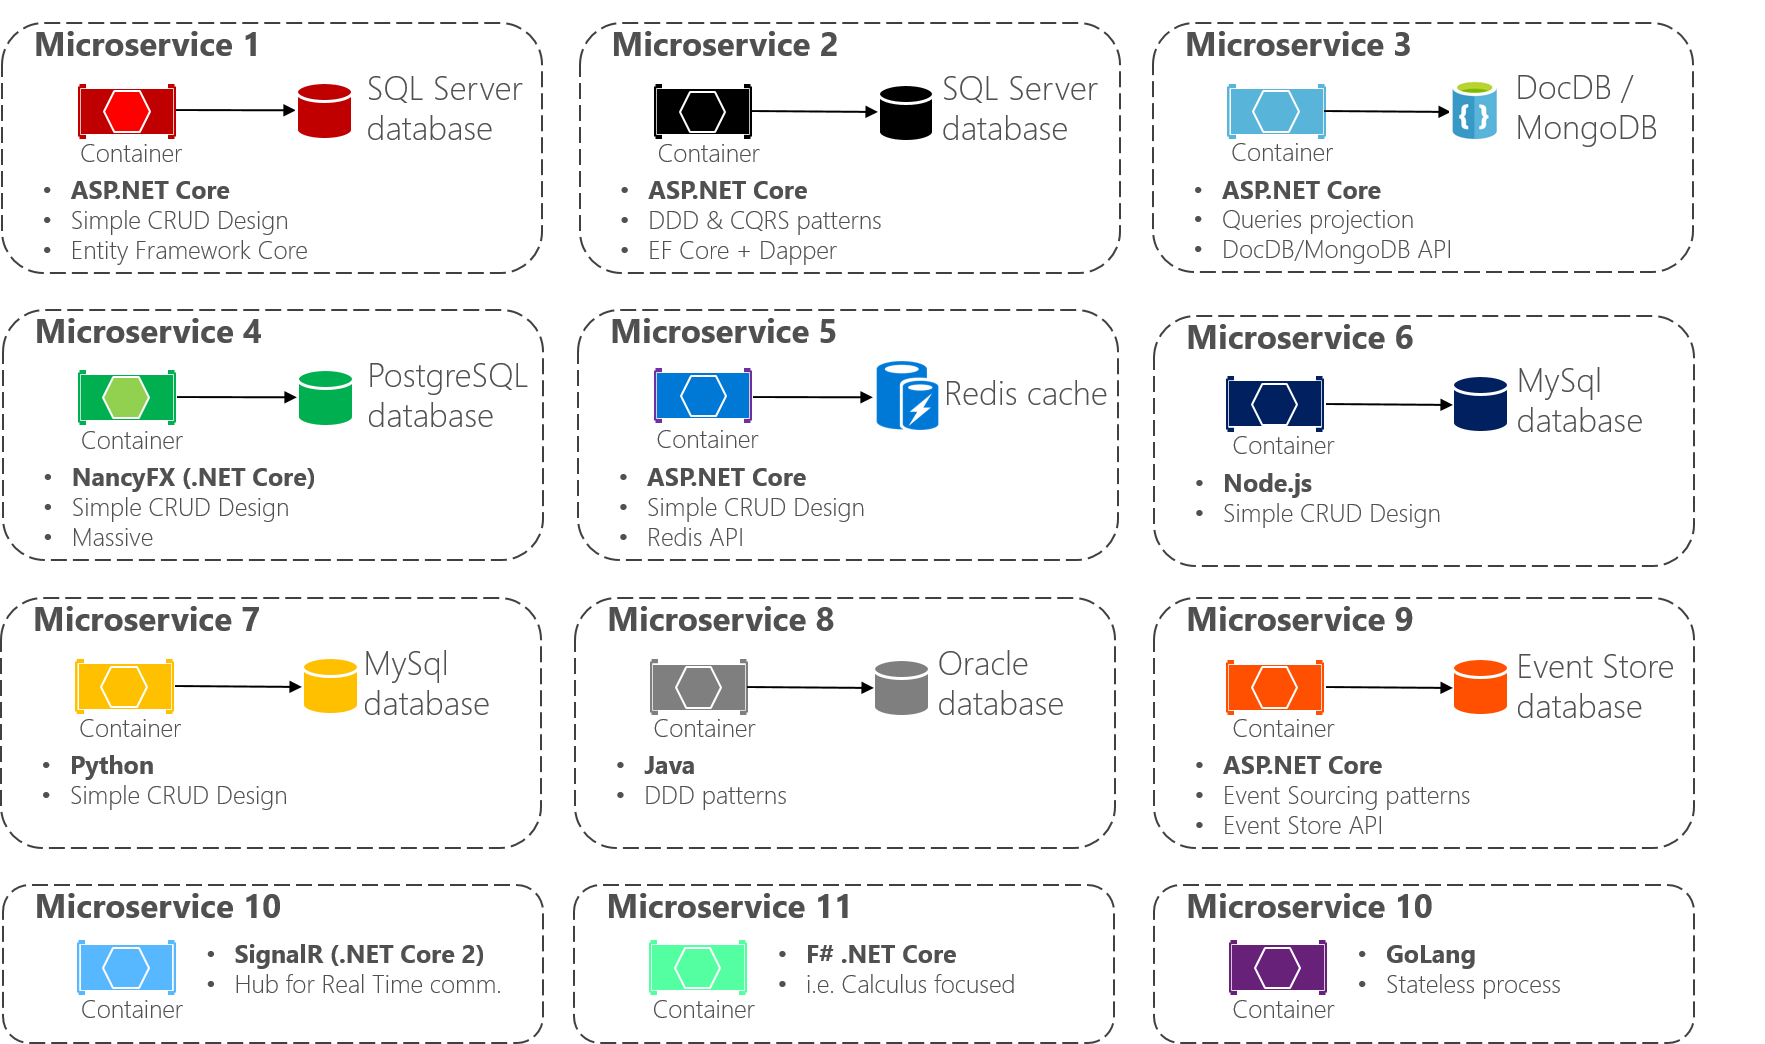 Microservice 1
SQL Server
database
Container
• ASP.NET Core
• Simple CRUD Design
• Entity Framework Core
Microservice 2
SQL Server
database
Container
• ASP.NET Core
• DDD & CQRS patterns
• EF Core + Dapper
Microservice 3
{ }
DocDB /
MongoDB
Container
• ASP.NET Core
• Queries projection
• DocDB/MongoDB API
Microservice 4
PostgreSQL
database
Container
• NancyFX (.NET Core)
• Simple CRUD Design
• Massive
Microservice 5
Redis cache
Container
• ASP.NET Core
• Simple CRUD Design
• Redis API
Microservice 6
MySql
database
Container
• Node.js
• Simple CRUD Design
Microservice 7
MySql
database
Container
• Python
• Simple CRUD Design
Microservice 8
Oracle
database
Container
• Java
• DDD patterns
Microservice 9
Event Store
database
Container
• ASP.NET Core
• Event Sourcing patterns
• Event Store API
Microservice 10
Container
• SignalR (.NET Core 2)
• Hub for Real Time comm.
Microservice 11
Container
• F# .NET Core
• i.e. Calculus focused
Microservice 10
Container
• GoLang
• Stateless process